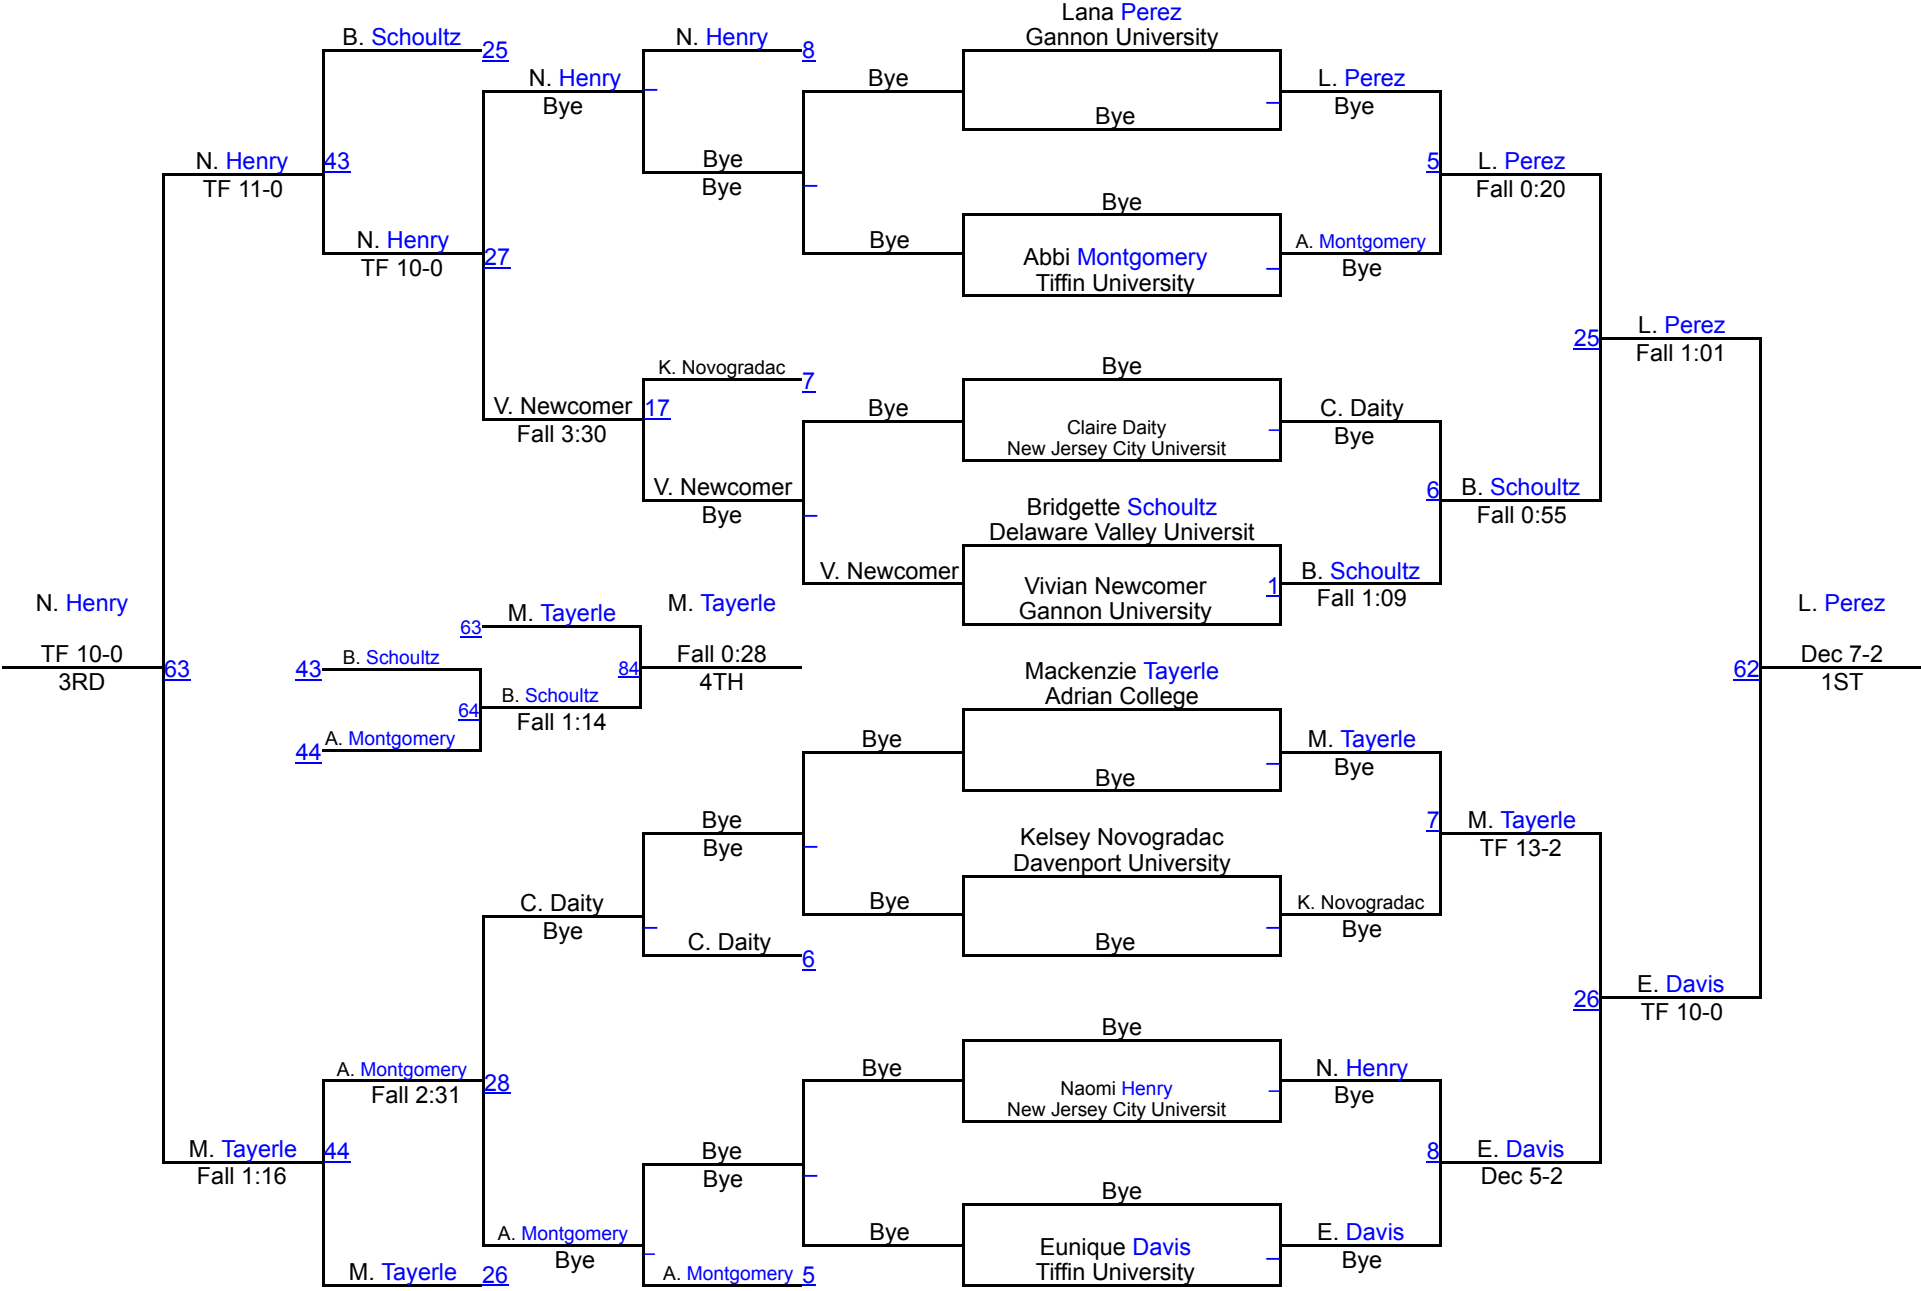 Lana Perez
B. Schoultz 25
N. Henry 8
Gannon University
N. Henry
Bye
L. Perez
Bye
Bye
Bye
N. Henry 43
Bye
5
L. Perez
TF 11-0
Bye
Fall 0:20
Bye
N. Henry
Bye
A. Montgomery
TF 10-0
27
Abbi Montgomery
Bye
Tiffin University
25
L. Perez
Fall 1:01
K. Novogradac 7
Bye
V. Newcomer 17
Bye
C. Daity
Fall 3:30
Claire Daity
Bye
New Jersey City Universit
V. Newcomer
6
B. Schoultz
Bye
Bridgette Schoultz
Fall 0:55
Delaware Valley Universit
V. Newcomer
Vivian Newcomer
1
B. Schoultz
Gannon University
Fall 1:09
N. Henry
M. Tayerle
M. Tayerle
L. Perez
63
TF 10-0
63
43
B. Schoultz
84
Fall 0:28
62
Dec 7-2
3RD
4TH
1ST
64
B. Schoultz
Fall 1:14
44
A. Montgomery
Mackenzie Tayerle
Adrian College
Bye
M. Tayerle
Bye
Bye
Bye
7
M. Tayerle
Bye
Kelsey Novogradac
TF 13-2
Davenport University
C. Daity
Bye
K. Novogradac
Bye
C. Daity
6
Bye
Bye
26
E. Davis
TF 10-0
Bye
A. Montgomery
28
Bye
N. Henry
Fall 2:31
Naomi Henry
Bye
New Jersey City Universit
M. Tayerle 44
Bye
8
E. Davis
Fall 1:16
Bye
Dec 5-2
Bye
A. Montgomery
Bye
E. Davis
Bye
Eunique Davis
Bye
M. Tayerle 26
A. Montgomery 5
Tiffin University